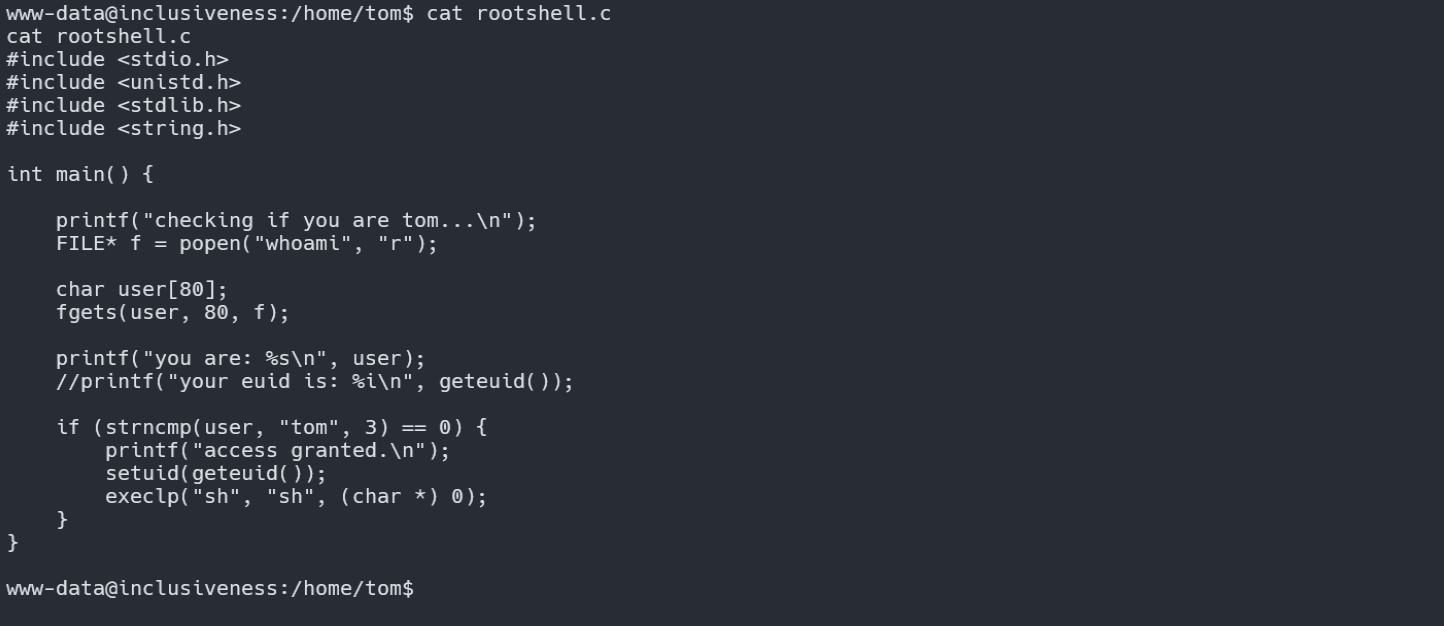 www-data@inclusiveness:/home/tom$ cat rootshell.c
cat rootshell.c
#include <stdio.h>
#include <unistd.h>
#include <stdlib.h>
#include <string.h>

int main() {

    printf("checking if you are tom...\n");
    FILE* f = popen("whoami", "r");

    char user[80];
    fgets(user, 80, f);

    printf("you are: %s\n", user);
    //printf("your euid is: %i\n", geteuid());

    if (strncmp(user, "tom", 3) == 0) {
        printf("access granted.\n");
        setuid(geteuid());
        execlp("sh", "sh", (char *) 0);
    }
}

www-data@inclusiveness:/home/tom$